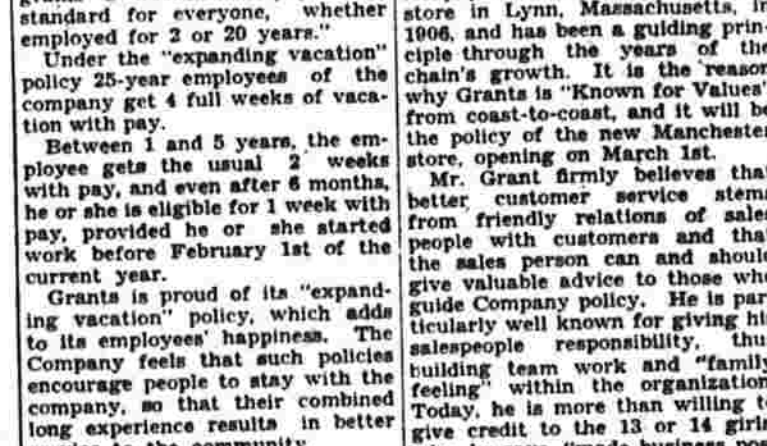 standard for everyone, whether
employed for 2 or 20 years."
Under the "expanding vacation"
policy 25-year employees of the
company get 4 full weeks of vaca-
tion with pay.
Between 1 and 5 years, the em-
ployee gets the usual 2 weeks
with pay, and even after 6 months,
he or she is eligible for 1 week with
pay, provided he or she started
work before February 1st of the
current year.
Grants is proud of its "expand-
ing vacation" policy, which adds
to its employees' happiness. The
Company feels that such policies
encourage people to stay with the
company, so that their combined
long experience results in better
to the community.
store in Lynn, Massachusetts, in
1906, and has been a guiding prin-
ciple through the years of the
chain's growth. It is the reason
why Grants is "Known for Values"
from coast-to-coast, and it will be
the policy of the new Manchester
store, opening on March 1st.
Mr. Grant firmly believes that
better customer service stems
from friendly relations of sales
people with customers and that
the sales person can and should
give valuable advice to those who
guide Company policy. He is par-
ticularly well known for giving his
salespeople responsibility, thus
building team work and "family
feeling" within the organization.
Today, he is more than willing to
give credit to the 13 or 14 girls